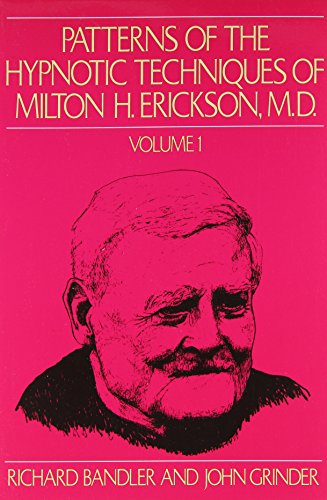 PATTERNS OF THE
HYPNOTIC TECHNIQUES OF
MILTON H. ERICKSON, M.D.
VOLUME 1
RICHARD BANDLER AND JOHN GRINDER